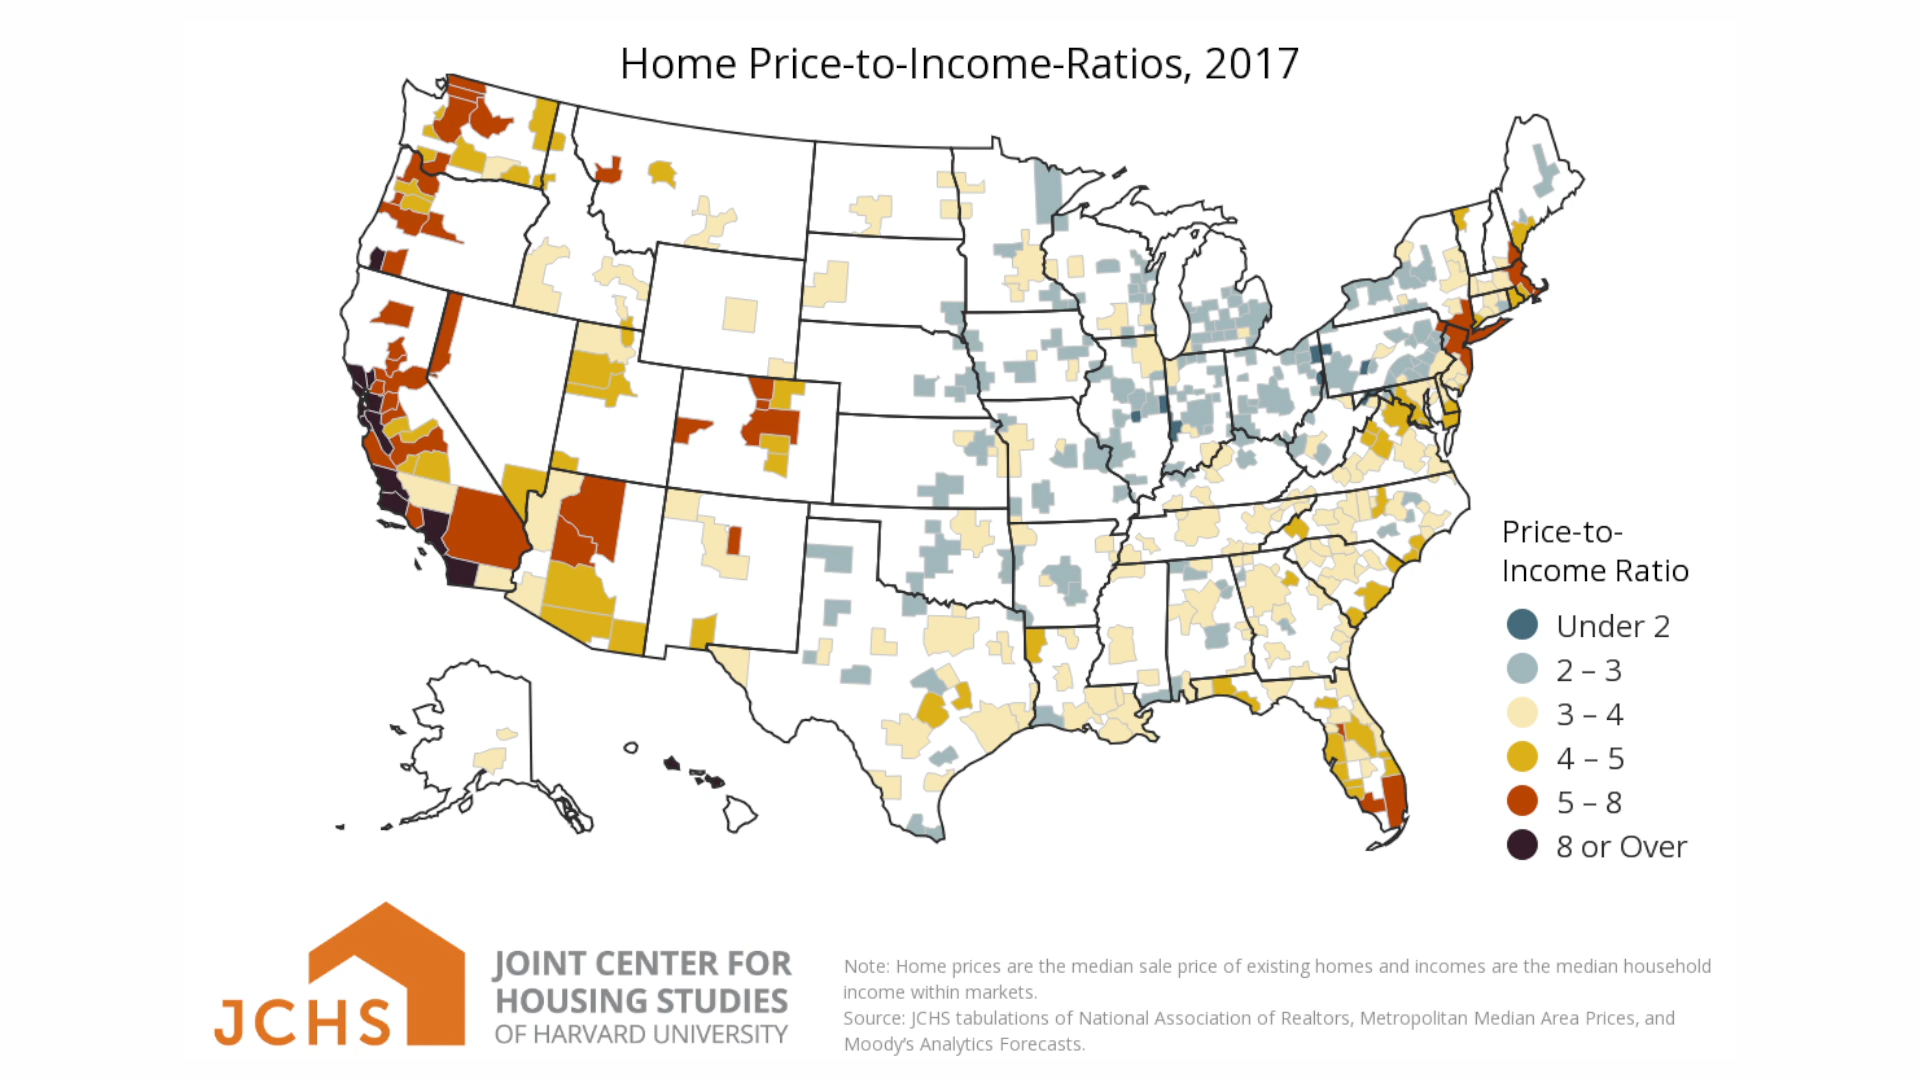 Home Price-to-Income-Ratios, 2017
Price-to-
Income Ratio
Under 2
2 – 3
3 – 4
4 – 5
5 – 8
8 or Over
JCHS
JOINT CENTER FOR
HOUSING STUDIES
OF HARVARD UNIVERSITY
Note: Home prices are the median sale price of existing homes and incomes are the median household
income within markets.
Source: JCHS tabulations of National Association of Realtors, Metropolitan Median Area Prices, and
Moody’s Analytics Forecasts.